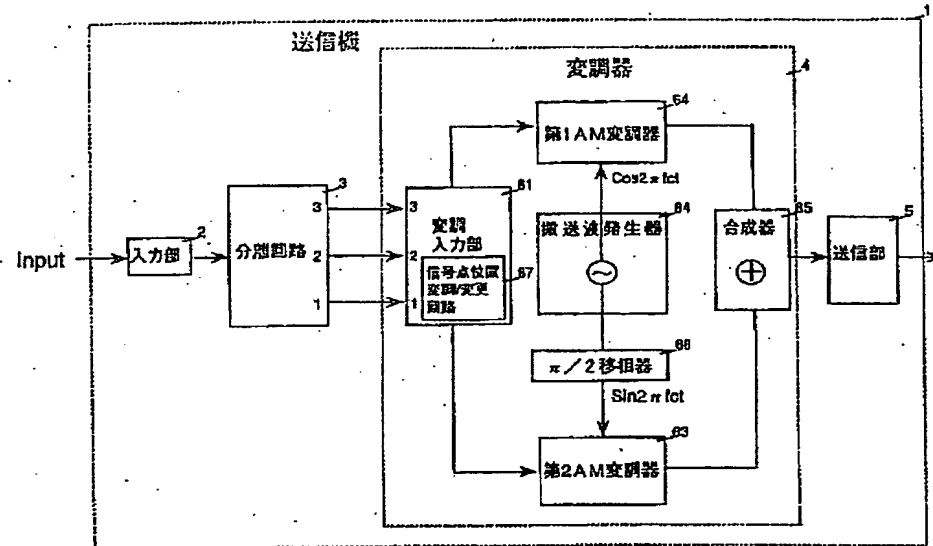 1
送信機
変調器
4
64
第1AM変調器
Cos2πfct
3
分離回路
3
2
1
61
3
2
1
変調
入力部
67
信号点位置
変調/変更
回路
64
搬送波発生器
65
合成器
5
送信部
2
入力部
Input
66
π/2移相器
Sin2πfct
63
第2AM変調器